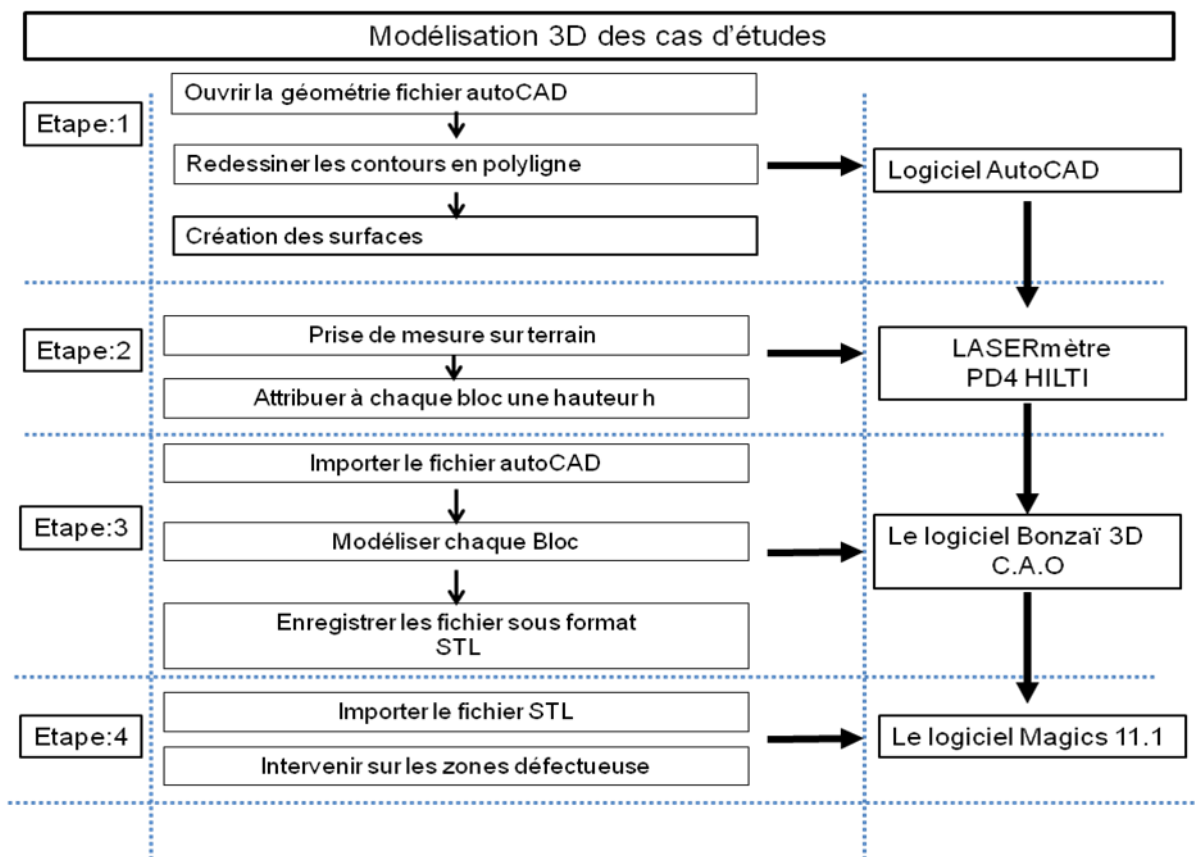 Modélisation 3D des cas d'études
Etape:1
Ouvrir la géométrie fichier autoCAD
Redessiner les contours en polyligne
Création des surfaces
Logiciel AutoCAD
Etape:2
Prise de mesure sur terrain
Attribuer à chaque bloc une hauteur h
LASERmètre
PD4 HILTI
Etape:3
Importer le fichier autoCAD
Modéliser chaque Bloc
Enregistrer les fichier sous format
STL
Le logiciel Bonzaï 3D
C.A.O
Etape:4
Importer le fichier STL
Intervenir sur les zones défectueuse
Le logiciel Magics 11.1